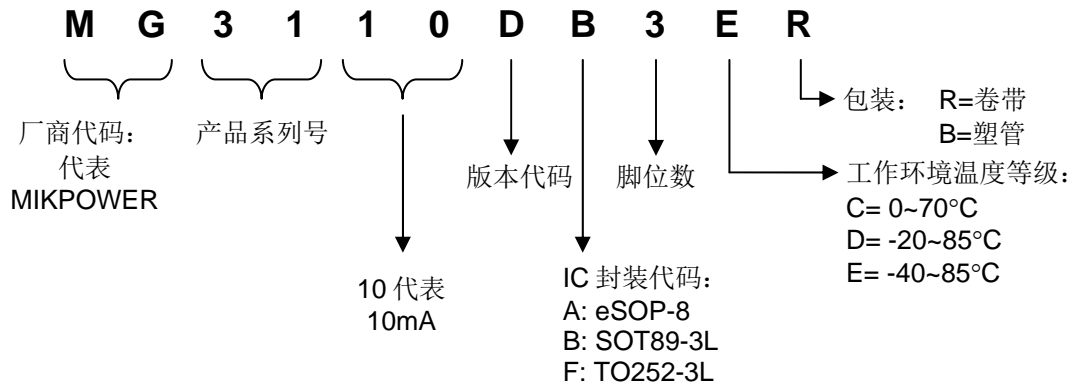 M G 3 1 1 0 D B 3 E R
厂商代码：
代表
MIKPOWER
产品系列号
10 代表
10mA
版本代码
IC 封装代码：
A: eSOP-8
B: SOT89-3L
F: TO252-3L
脚位数
包装： R=卷带
B=塑管
工作环境温度等级：
C= 0~70°C
D= -20~85°C
E= -40~85°C